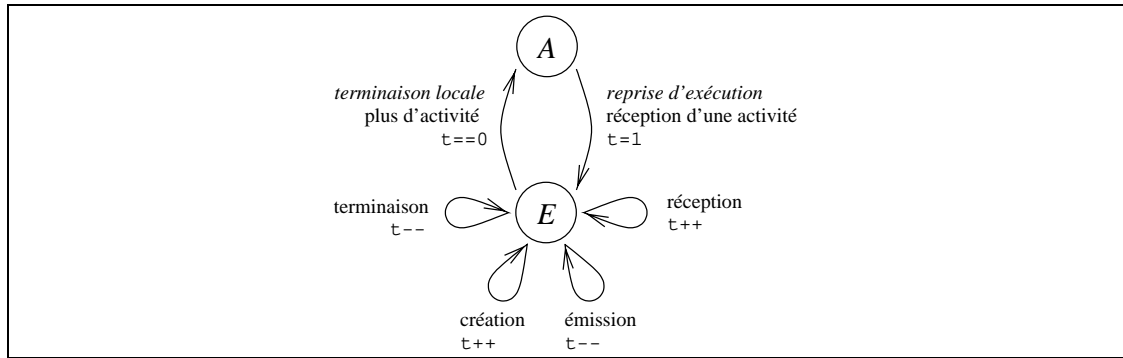 A
terminaison locale
plus d'activité
t==0
reprise d'exécution
réception d'une activité
t=1
terminaison
t--
E
réception
t++
création
t++
émission
t--